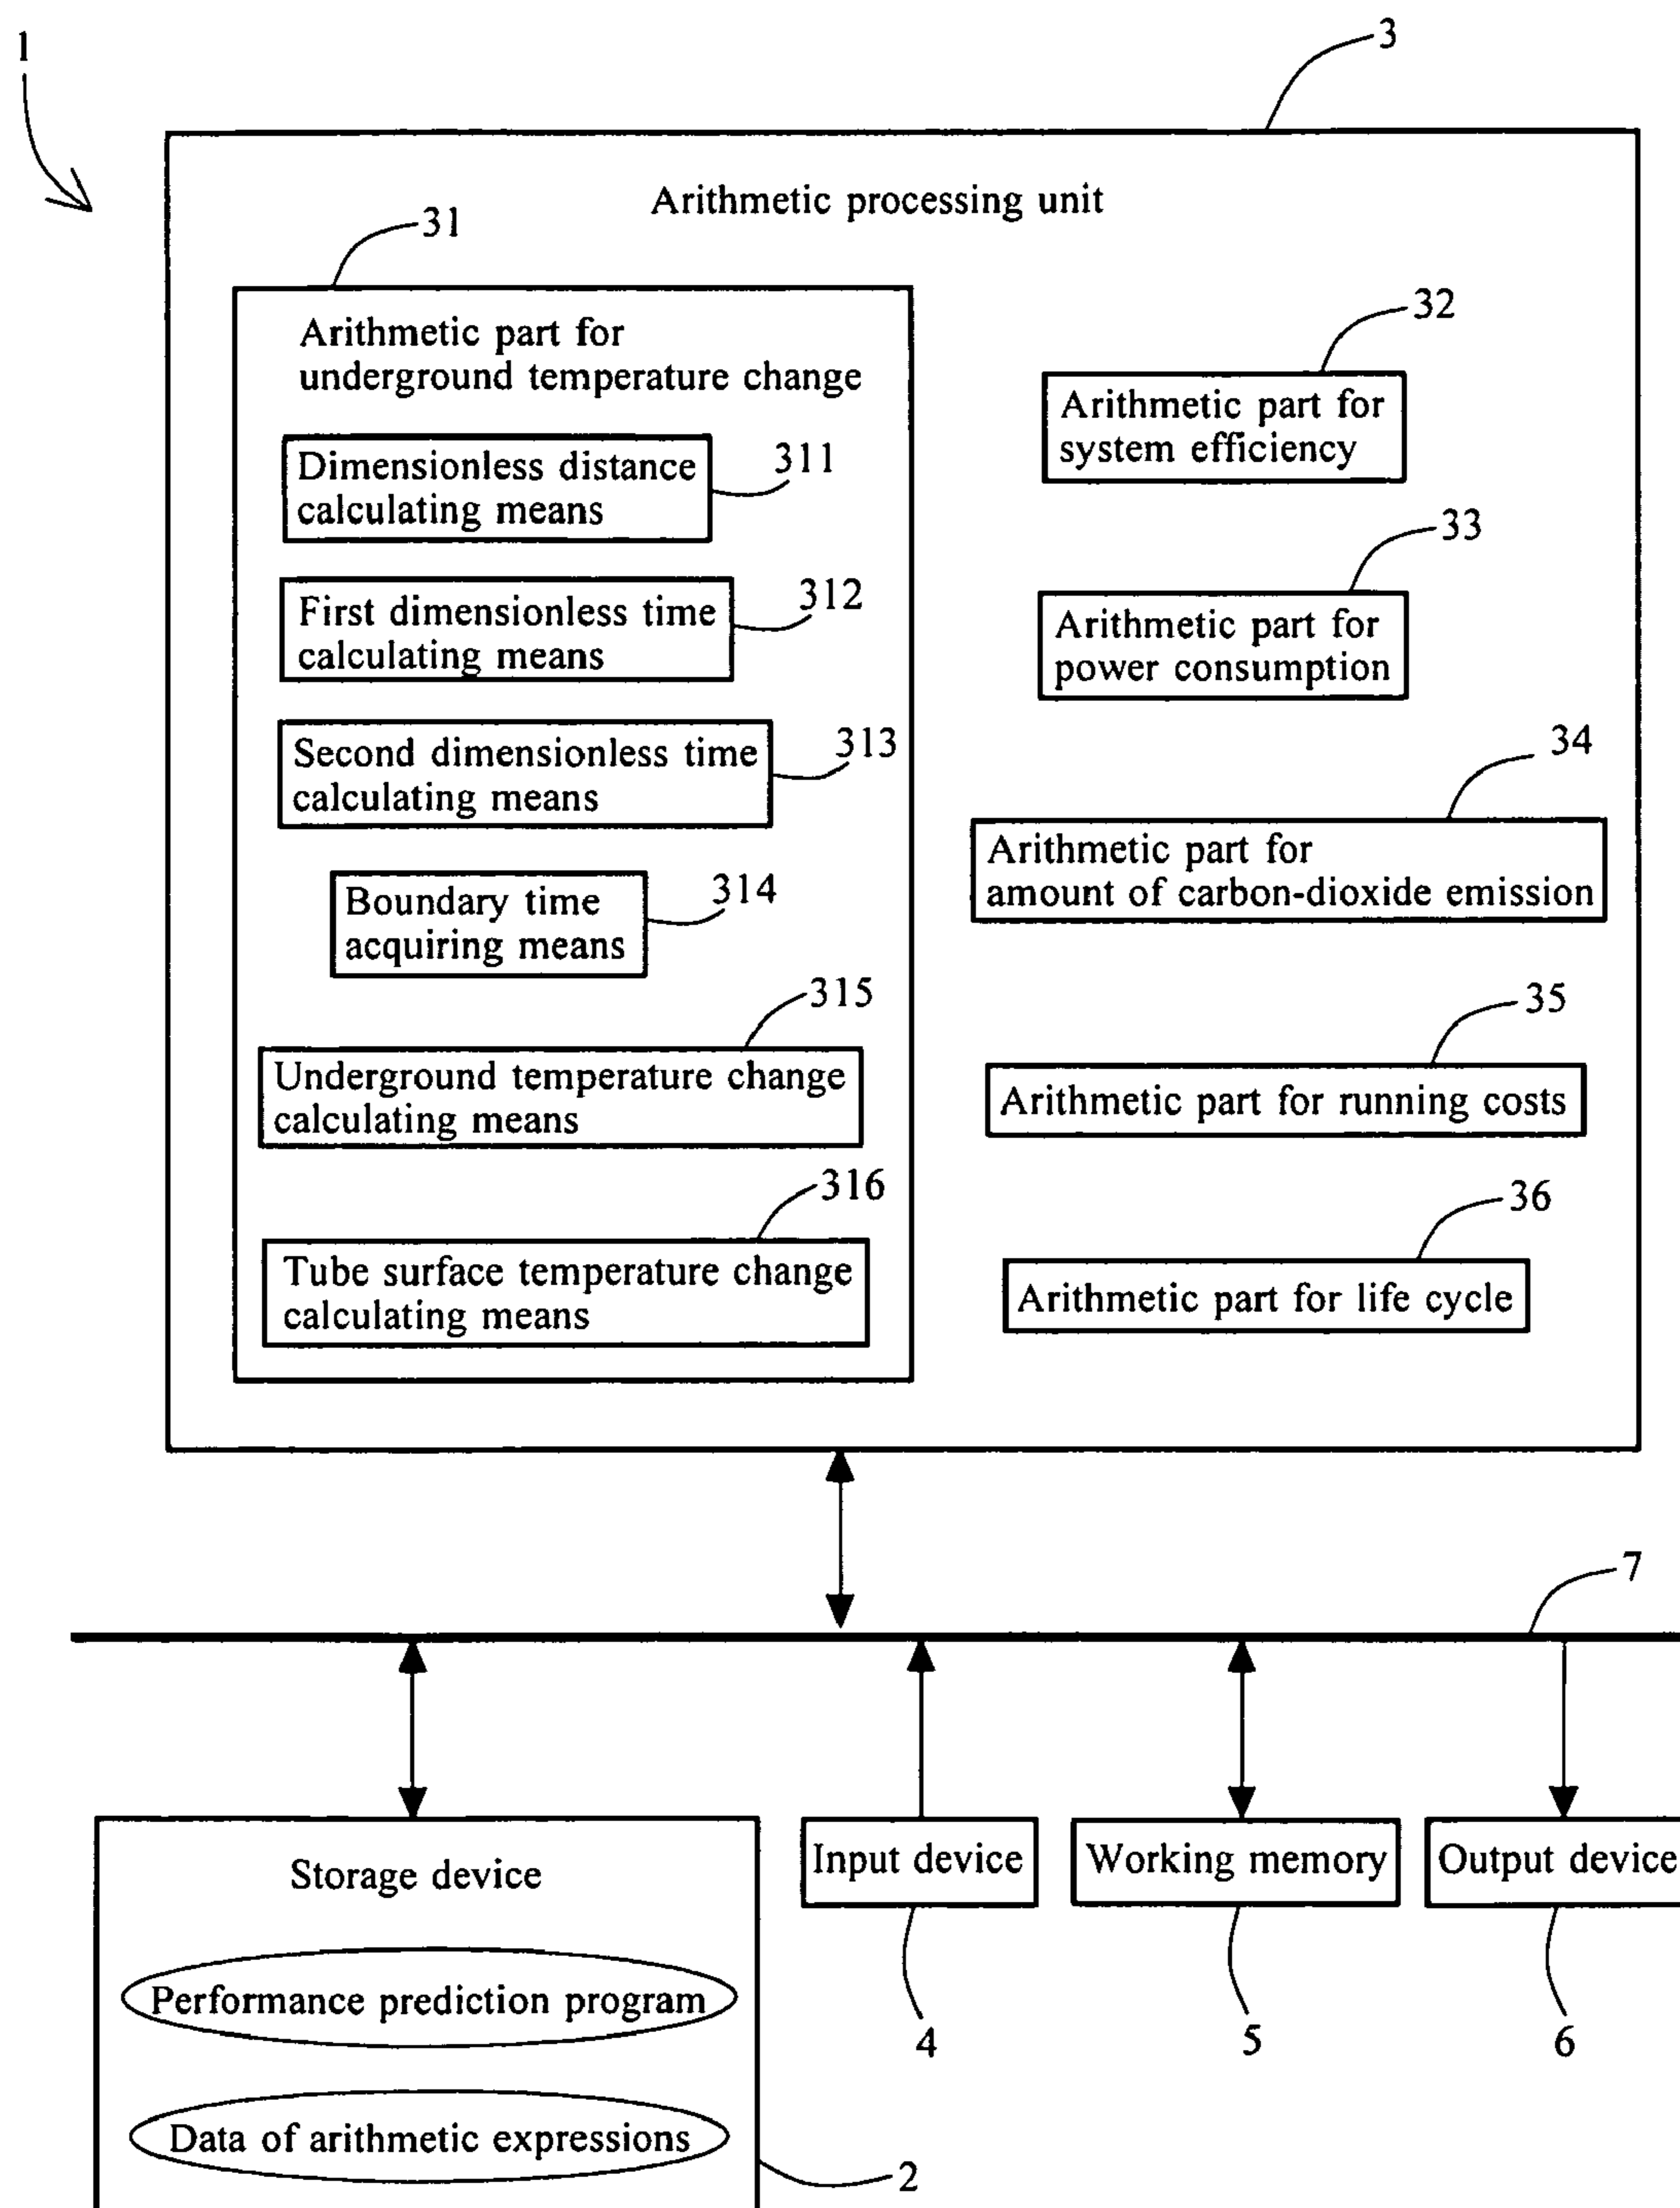 1
3
Arithmetic processing unit
31
Arithmetic part for
underground temperature change
32
Arithmetic part for
system efficiency
Dimensionless distance
calculating means
311
33
First dimensionless time
calculating means
312
Arithmetic part for
power consumption
Second dimensionless time
calculating means
313
34
Arithmetic part for
amount of carbon-dioxide emission
Boundary time
acquiring means
314
315
35
Underground temperature change
calculating means
Arithmetic part for running costs
316
36
Tube surface temperature change
calculating means
Arithmetic part for life cycle
7
Storage device
Input device
Working memory
Output device
Performance prediction program
4
5
6
Data of arithmetic expressions
2